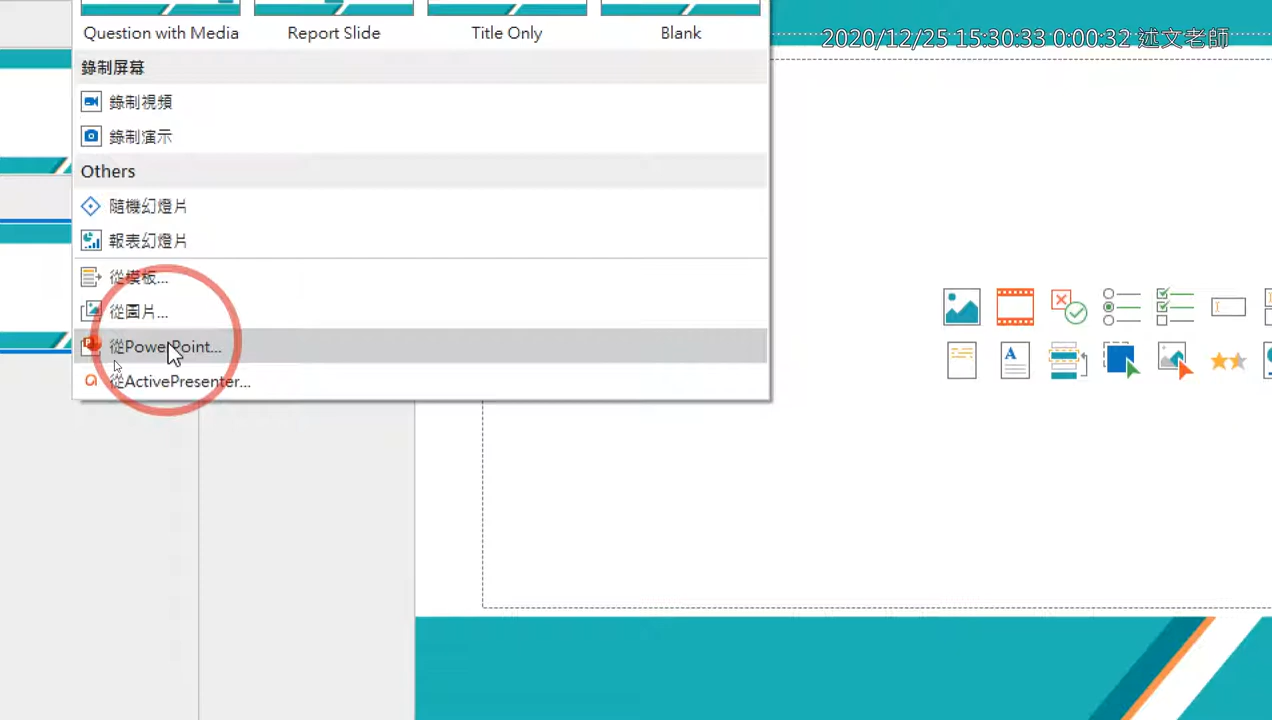 Question with Media
Report Slide
Title Only
Blank
2020/12/25 15:30:33 0:00:32 述文老師
錄制屏幕
錄制視頻
錄制演示
Others
隨機幻燈片
報表幻燈片
從模板...
從圖片...
從PowerPoint...
從ActivePresenter...